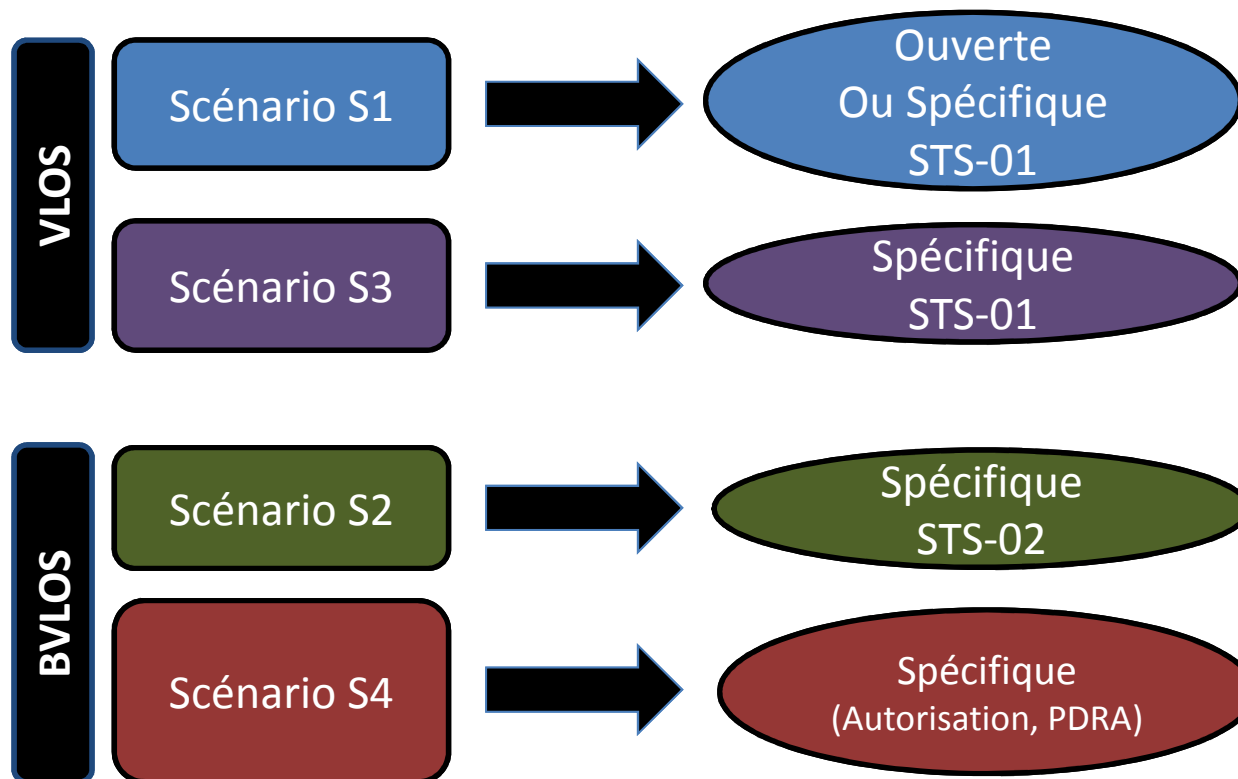 VLOS
Scénario S1
Ouverte
Ou Spécifique
STS-01
Scénario S3
Spécifique
STS-01
BVLOS
Scénario S2
Spécifique
STS-02
Scénario S4
Spécifique
(Autorisation, PDRA)